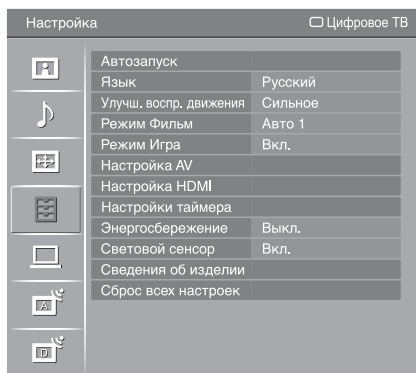 Настройка Цифровое ТВ
Автозапуск
Язык Русский
Улучш. воспр. движения Сильное
Режим Фильм Авто 1
Режим Игра Вкл.
Настройка AV
Настройка HDMI
Настройки таймера
Энергосбережение Выкл.
Световой сенсор Вкл.
Сведения об изделии
Сброс всех настроек
A
D